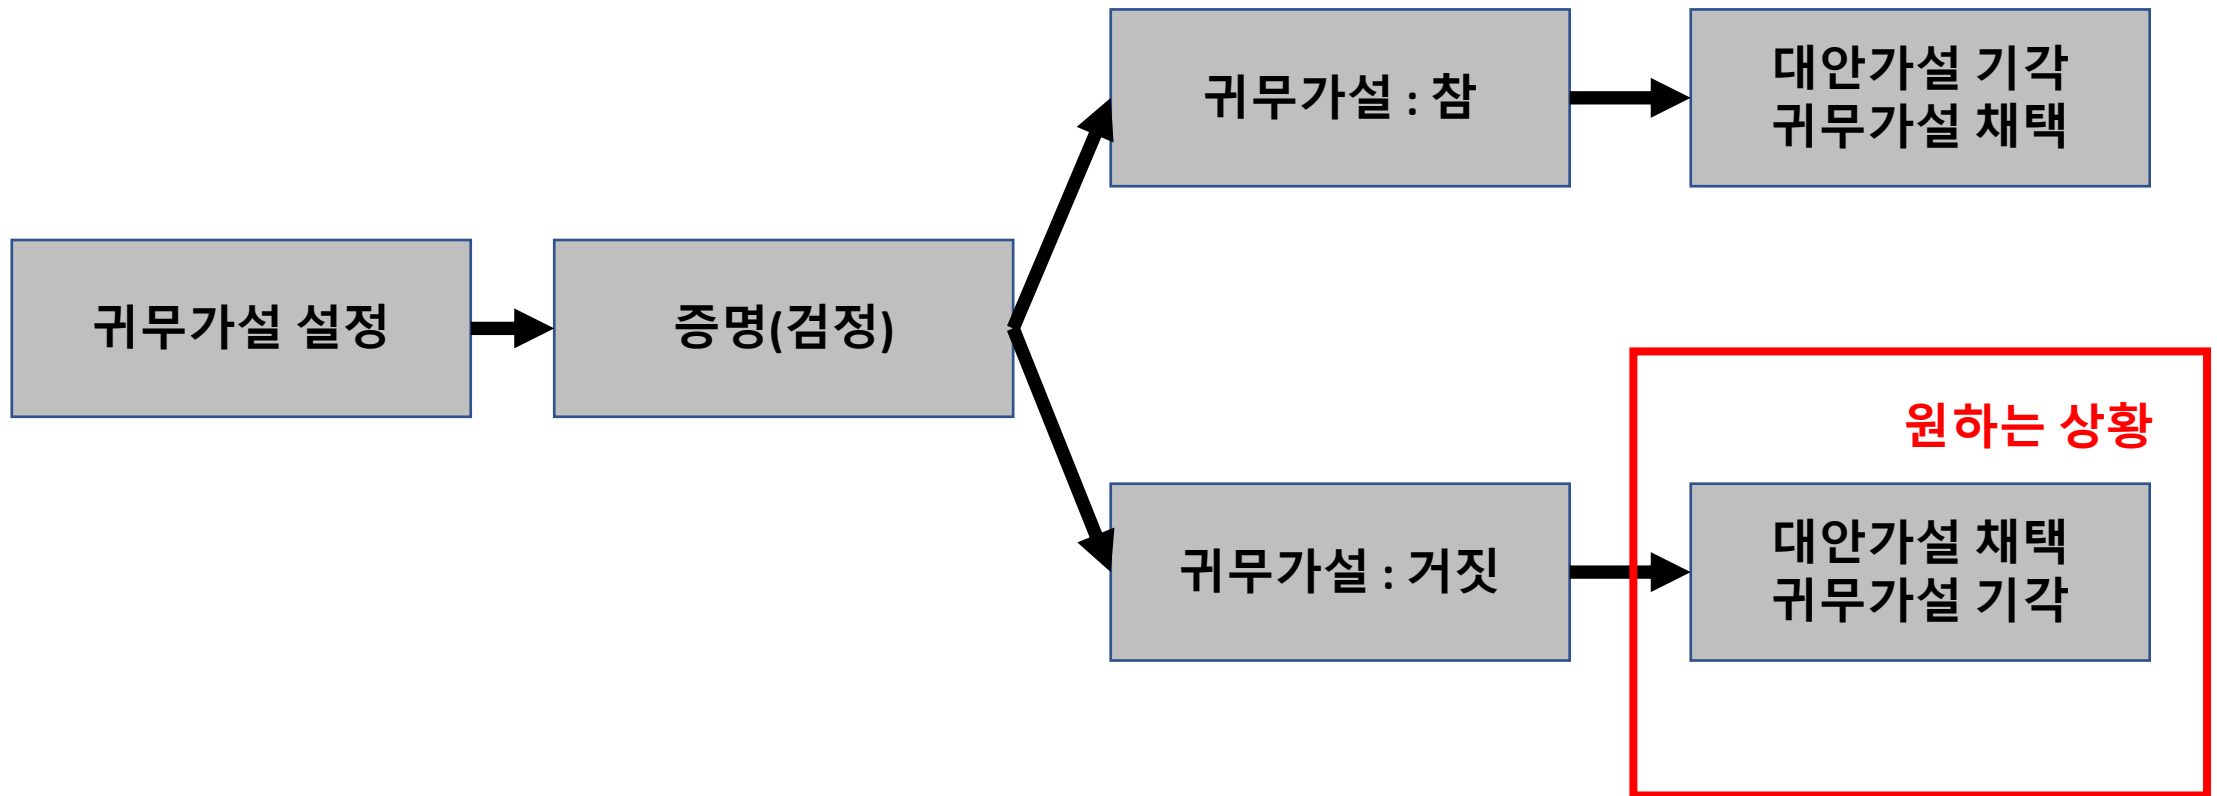 귀무가설 설정
증명(검정)
귀무가설 : 참
대안가설 기각
귀무가설 채택
귀무가설 : 거짓
원하는 상황
대안가설 채택
귀무가설 기각